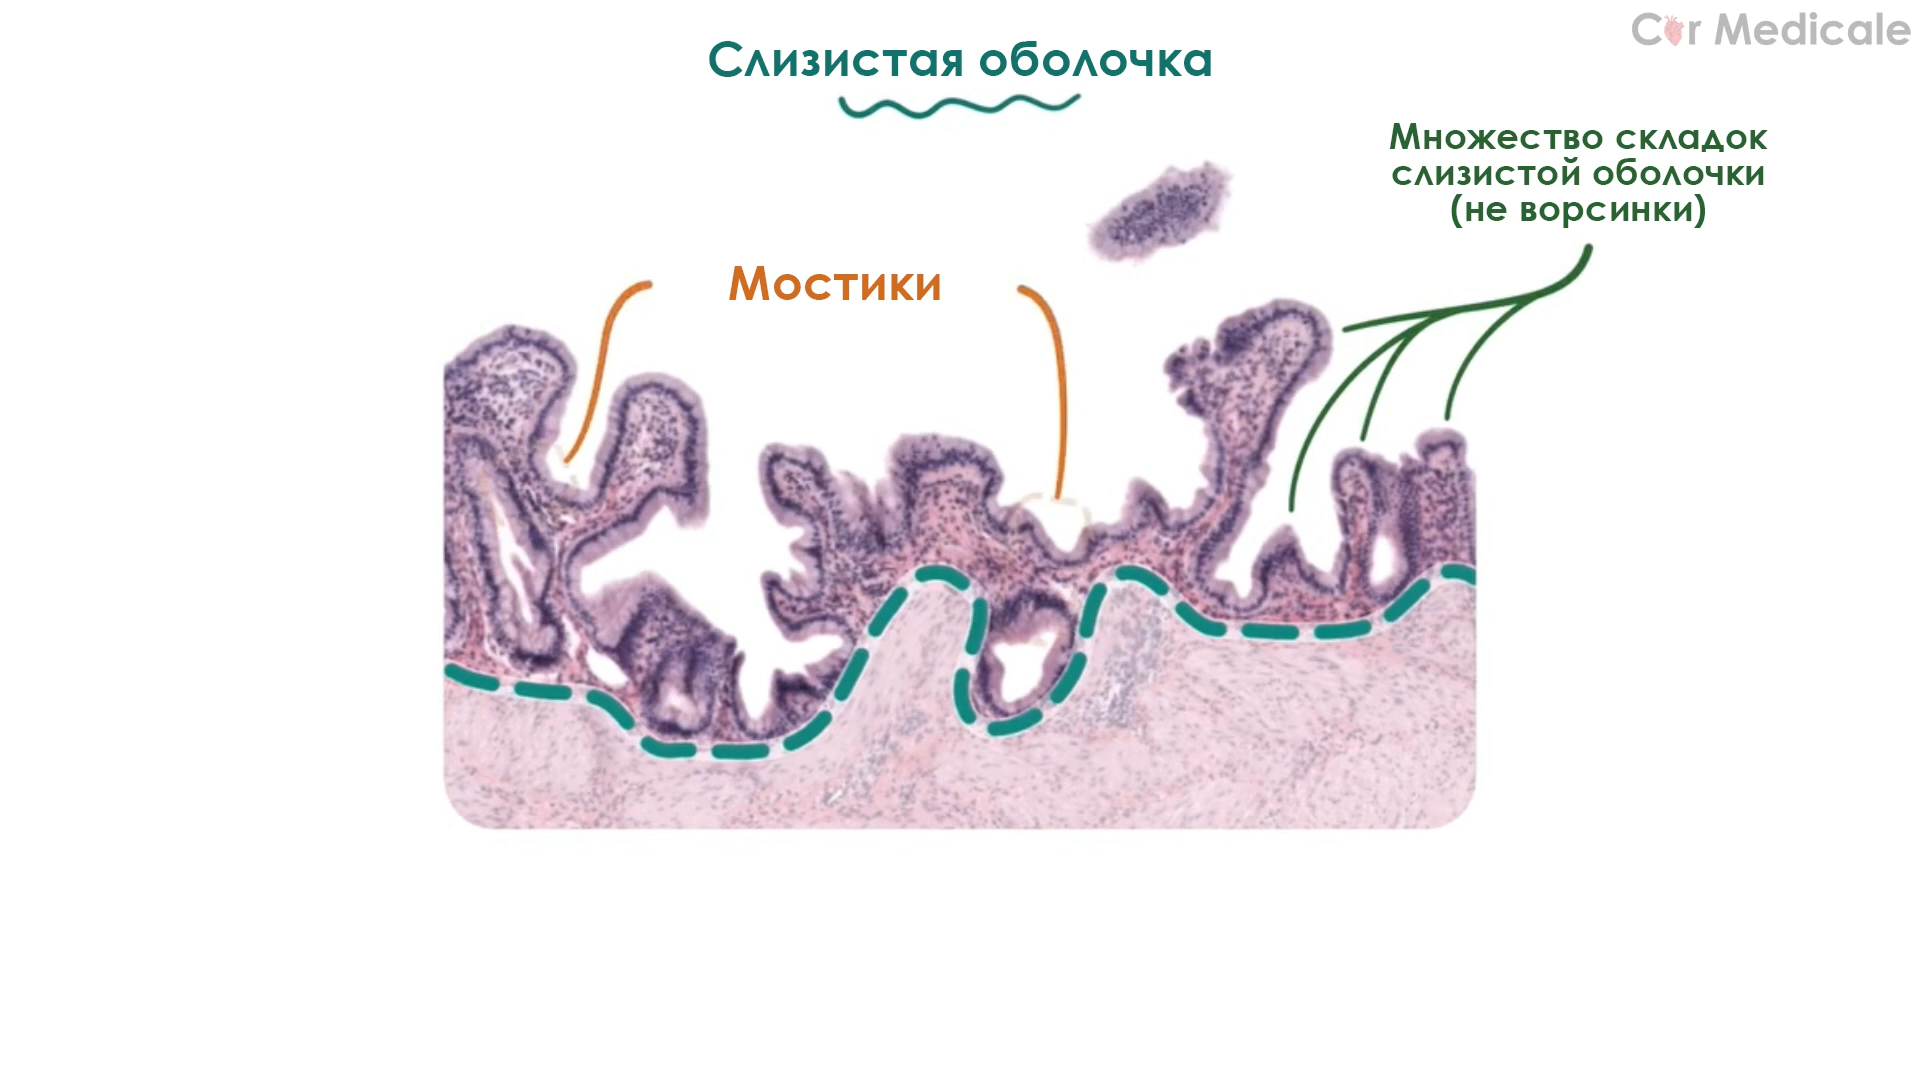 Cor Medicale
Слизистая оболочка
Множество складок
слизистой оболочки
(не ворсинки)
Мостики